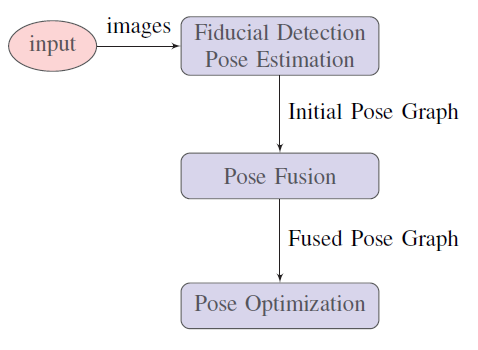 input
images
Fiducial Detection
Pose Estimation
Initial Pose Graph
Pose Fusion
Fused Pose Graph
Pose Optimization